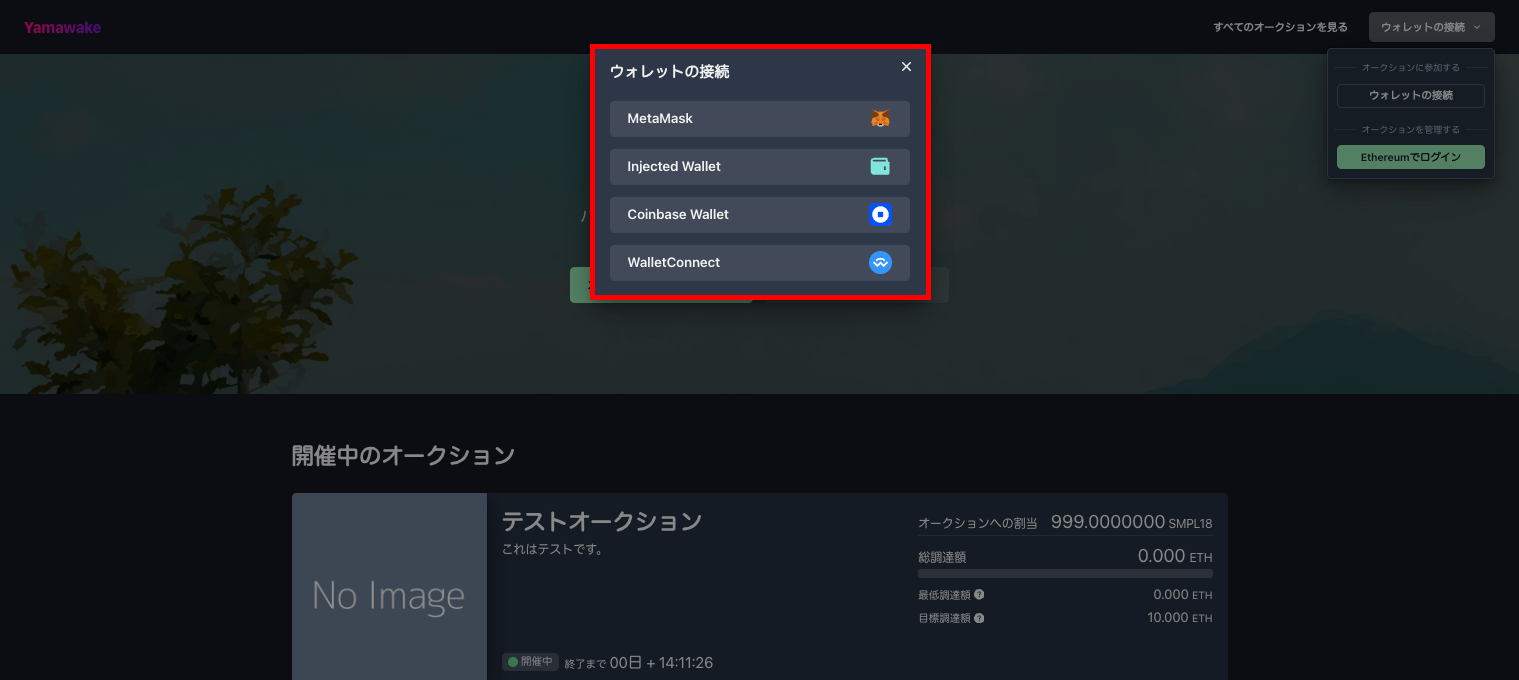 Yamawake
すべてのオークションを見る
ウォレットの接続
オークションに参加する
ウォレットの接続
オークションを管理する
Ethereumでログイン
ウォレットの接続
MetaMask
Injected Wallet
Coinbase Wallet
WalletConnect
開催中のオークション
No Image
テストオークション
これはテストです。
開催中 終了まで 00日 + 14:11:26
オークションへの割当 999.0000000 SMPL18
総調達額 0.000 ETH
最低調達額 0.000 ETH
目標調達額 10.000 ETH